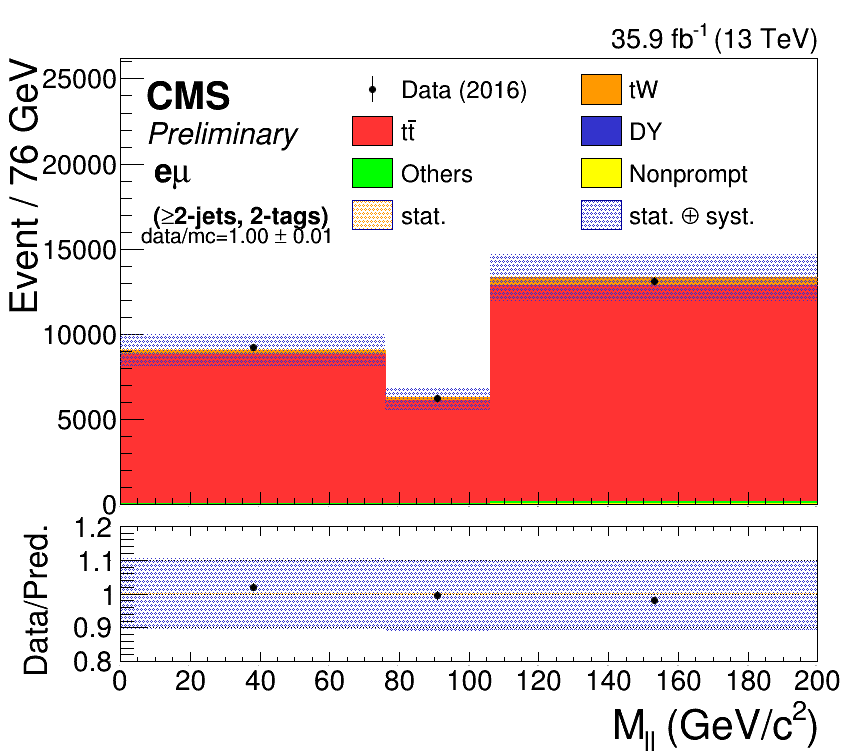 35.9 fb⁻¹ (13 TeV)
Event / 76 GeV
25000
20000
15000
10000
5000
0
CMS
Preliminary
eμ
(≥2-jets, 2-tags)
data/mc=1.00 ± 0.01
Data (2016)
tW
tt̄
DY
Others
Nonprompt
stat.
stat. ⊕ syst.
Data/Pred.
1.2
1.1
1
0.9
0.8
0 20 40 60 80 100 120 140 160 180 200
M_ll (GeV/c²)